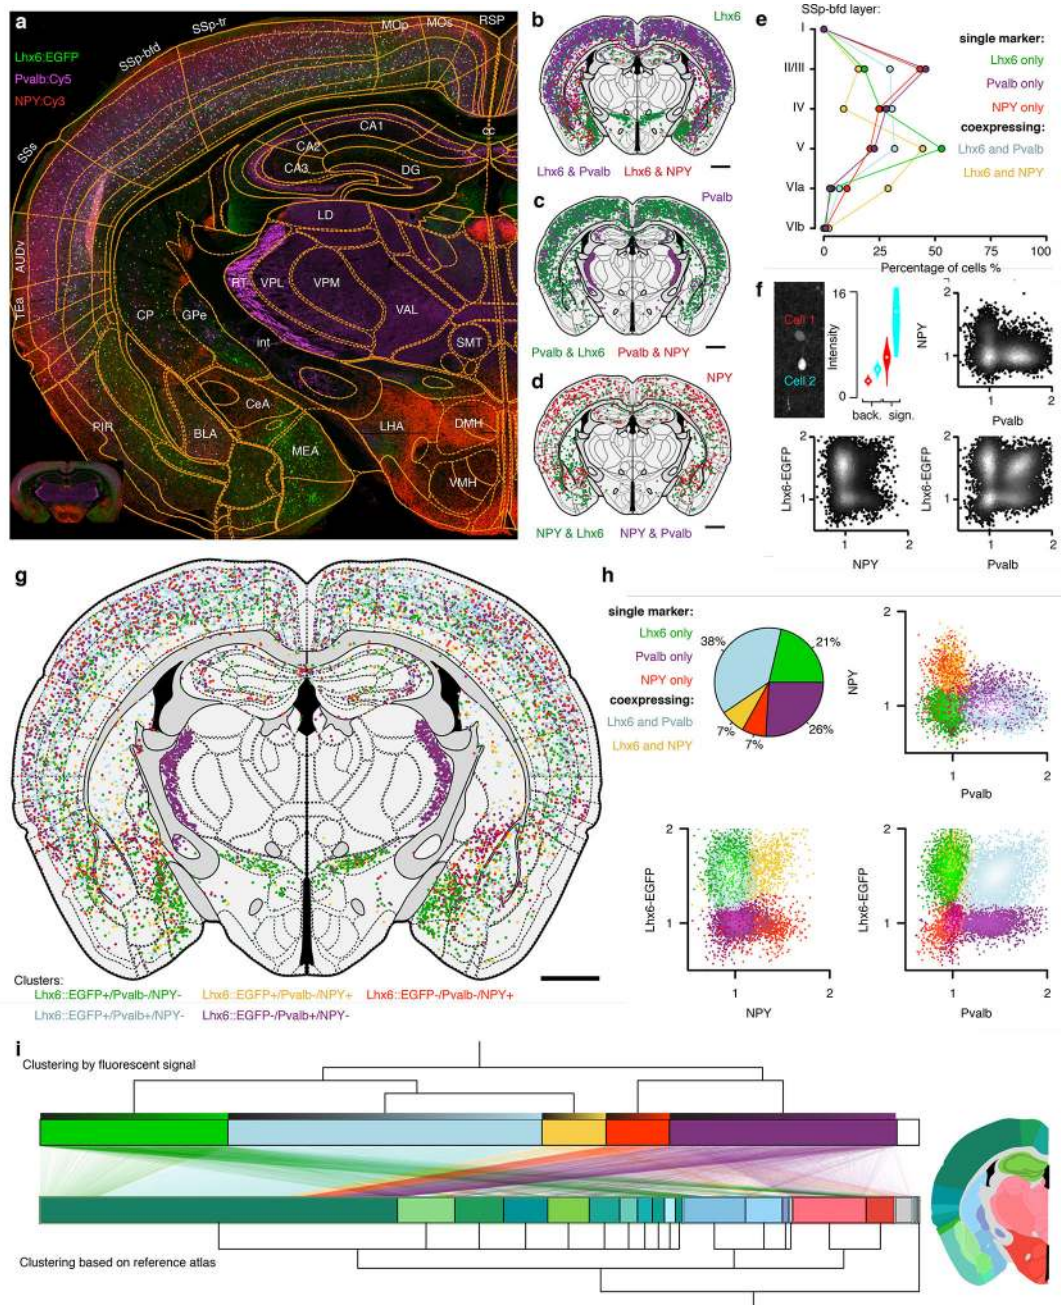 a
Lhx6:EGFP
Pvalb:Cy5
NPY:Cy3
SSs
SSp-bfd
SSp-tr
MOp
MOs
RSP
AUDv
TEa
CA1
CA2
CA3
DG
cc
LD
RT
VPL
VPM
VAL
CP
GPe
int
SMT
CeA
PIR
BLA
MEA
LHA
DMH
VMH
b
Lhx6
Lhx6 & Pvalb
Lhx6 & NPY
c
Pvalb
Pvalb & Lhx6
Pvalb & NPY
d
NPY
NPY & Lhx6
NPY & Pvalb
e
SSp-bfd layer:
I
II/III
IV
V
VIa
VIb
0
25
50
100
Percentage of cells %
single marker:
Lhx6 only
Pvalb only
NPY only
coexpressing:
Lhx6 and Pvalb
Lhx6 and NPY
f
Cell 1
Cell 2
Intensity
16
0
back. sign.
NPY
2
1
1
2
Pvalb
Lhx6-EGFP
2
1
1
2
NPY
Lhx6-EGFP
2
1
1
2
Pvalb
g
Clusters:
Lhx6::EGFP+/Pvalb-/NPY-
Lhx6::EGFP+/Pvalb-/NPY+
Lhx6::EGFP-/Pvalb-/NPY+
Lhx6::EGFP+/Pvalb+/NPY-
Lhx6::EGFP-/Pvalb+/NPY-
h
single marker:
Lhx6 only
Pvalb only
NPY only
coexpressing:
Lhx6 and Pvalb
Lhx6 and NPY
38%
21%
7%
7%
26%
NPY
2
1
1
2
Pvalb
Lhx6-EGFP
2
1
1
2
NPY
Lhx6-EGFP
2
1
1
2
Pvalb
i
Clustering by fluorescent signal
Clustering based on reference atlas